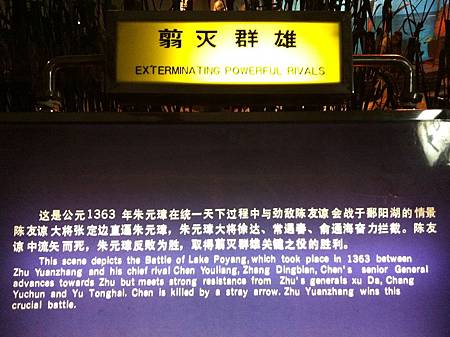 翦灭群雄
EXTERMINATING POWERFUL RIVALS
这是公元1363 年朱元璋在统一天下过程中与劲敌陈友谅会战于鄱阳湖的情景
陈友谅大将张定边直逼朱元璋，朱元璋大将徐达、常遇春、俞通海奋力拦截。陈友
谅中流矢而死，朱元璋反败为胜，取得翦灭群雄关键之役的胜利。
This scene depicts the Battle of Lake Poyang, which took place in 1363 between
Zhu Yuanzhang and his chief rival Chen Youliang, Zhang Dingbian, Chen's senior General
advances towards Zhu but meets strong resistance from Zhu's generals xu Da, Chang
Yuchun and Yu Tonghai. Chen is killed by a stray arrow. Zhu Yuanzhang wins this
crucial battle.